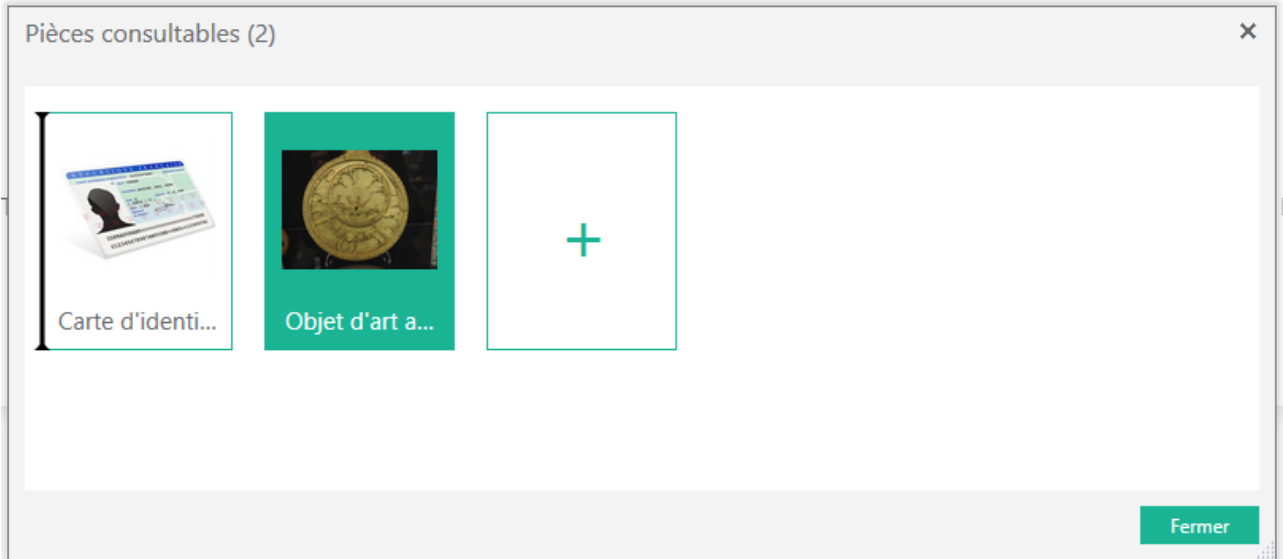 Pièces consultables (2)
Carte d'identi...
Objet d'art a...
Fermer